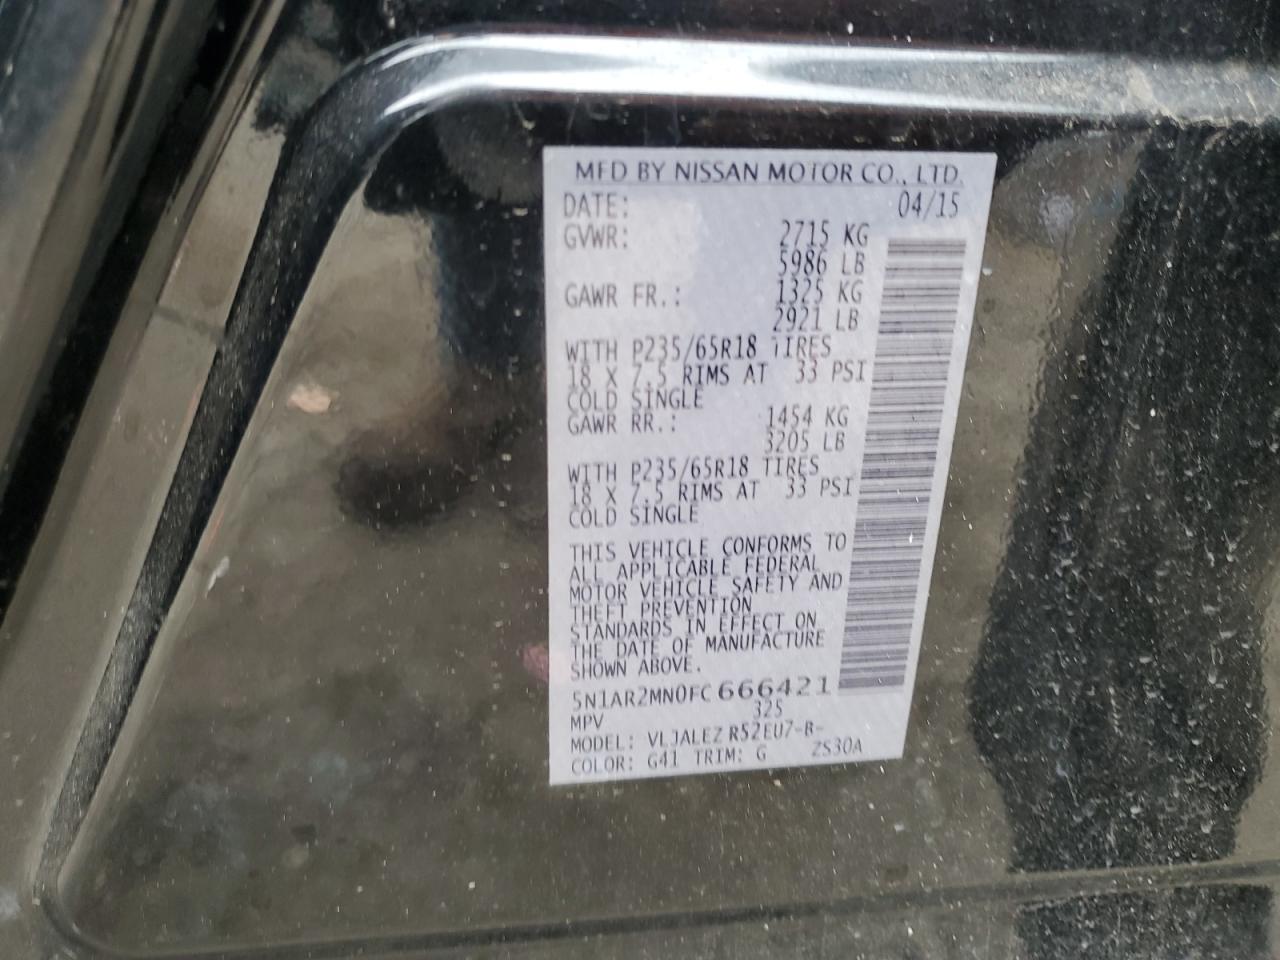 MFD BY NISSAN MOTOR CO., LTD.
DATE: 04/15
GVWR: 2715 KG
5986 LB
GAWR FR.: 1325 KG
2921 LB
WITH P235/65R18 TIRES
18 X 7.5 RIMS AT 33 PSI
COLD SINGLE
GAWR RR.: 1454 KG
3205 LB
WITH P235/65R18 TIRES
18 X 7.5 RIMS AT 33 PSI
COLD SINGLE
THIS VEHICLE CONFORMS TO
ALL APPLICABLE FEDERAL
MOTOR VEHICLE SAFETY AND
THEFT PREVENTION
STANDARDS IN EFFECT ON
THE DATE OF MANUFACTURE
SHOWN ABOVE.
5N1AR2MN0FC666421
MPV 325
MODEL: VLJALEZ R52EU7-B-
COLOR: G41 TRIM: G ZS30A